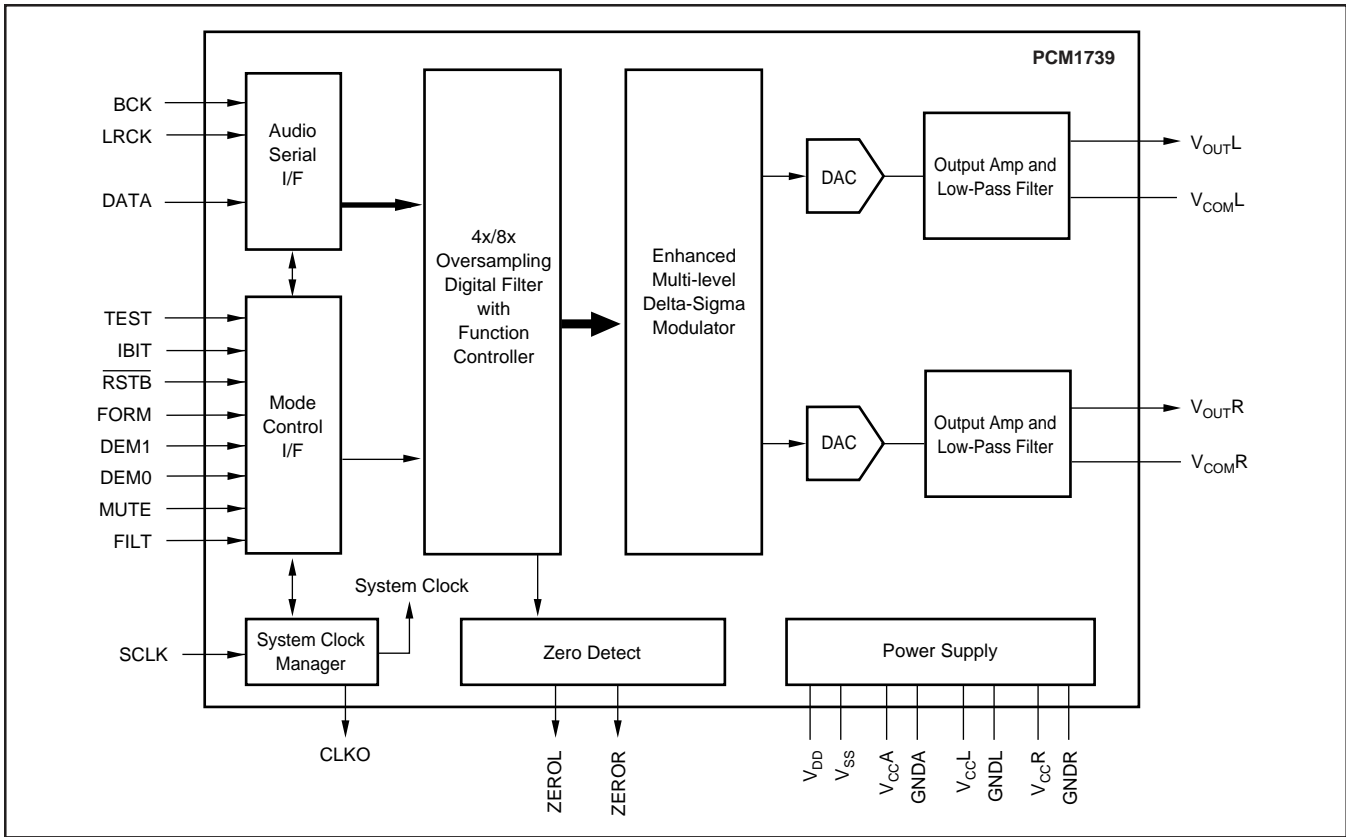 PCM1739
BCK
LRCK
DATA
Audio
Serial
I/F
TEST
IBIT
RSTB
FORM
DEM1
DEM0
MUTE
FILT
Mode
Control
I/F
4x/8x
Oversampling
Digital Filter
with
Function
Controller
Enhanced
Multi-level
Delta-Sigma
Modulator
DAC
Output Amp and
Low-Pass Filter
VOUTL
VCOML
DAC
Output Amp and
Low-Pass Filter
VOUTR
VCOMR
System Clock
SCLK
System Clock
Manager
Zero Detect
Power Supply
CLKO
ZEROL
ZEROR
VDD
VSS
VCCA
GNDA
VCCL
GNDL
VCCR
GNDR